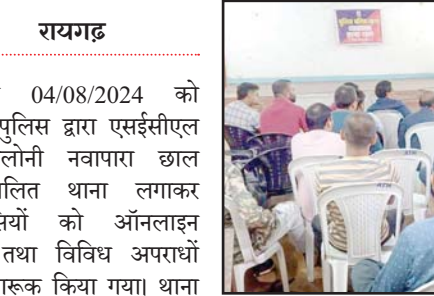 रायगढ़
04/08/2024 को
पुलिस द्वारा एसईसीएल
लोनी नवापारा छाल
लित थाना लगाकर
सियों को ऑनलाइन
तथा विविध अपराधों
रूक किया गया। थाना